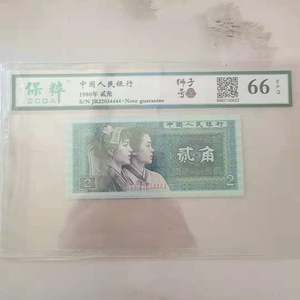 保粹
中国人民银行
1980年 贰角
S/N JR22034444-Note guarantee
狮子
号
66
EPQ
中国人民银行
贰角
2